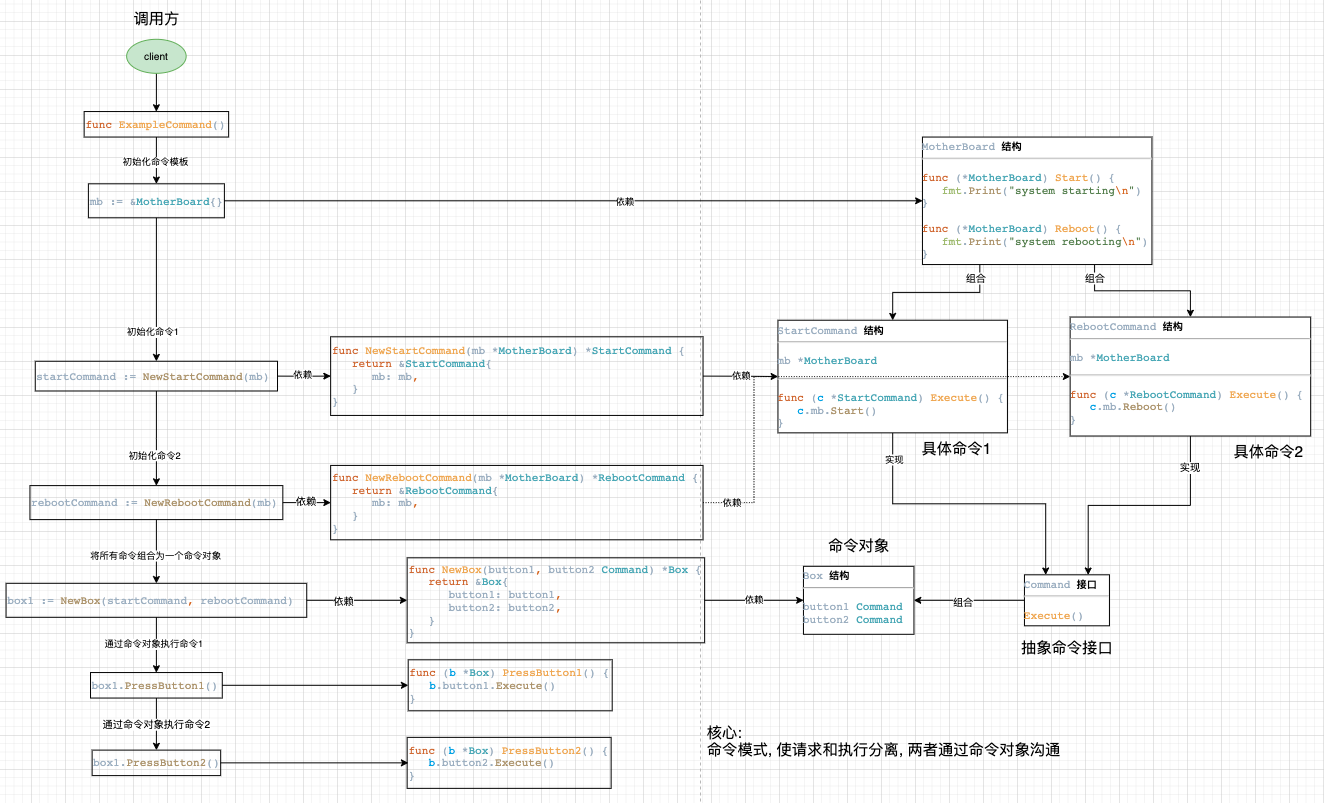 调用方
client
func ExampleCommand()
初始化命令模板
mb := &MotherBoard{}
依赖
MotherBoard 结构
func (*MotherBoard) Start() {
fmt.Print("system starting\n")
}
func (*MotherBoard) Reboot() {
fmt.Print("system rebooting\n")
}
组合
组合
初始化命令1
startCommand := NewStartCommand(mb)
依赖
func NewStartCommand(mb *MotherBoard) *StartCommand {
return &StartCommand{
mb: mb,
}
}
依赖
StartCommand 结构
mb *MotherBoard
func (c *StartCommand) Execute() {
c.mb.Start()
}
具体命令1
实现
RebootCommand 结构
mb *MotherBoard
func (c *RebootCommand) Execute() {
c.mb.Reboot()
}
具体命令2
实现
初始化命令2
rebootCommand := NewRebootCommand(mb)
依赖
func NewRebootCommand(mb *MotherBoard) *RebootCommand {
return &RebootCommand{
mb: mb,
}
}
依赖
将所有命令组合为一个命令对象
box1 := NewBox(startCommand, rebootCommand)
依赖
func NewBox(button1, button2 Command) *Box {
return &Box{
button1: button1,
button2: button2,
}
}
依赖
命令对象
Box 结构
button1 Command
button2 Command
组合
Command 接口
Execute()
抽象命令接口
通过命令对象执行命令1
box1.PressButton1()
func (b *Box) PressButton1() {
b.button1.Execute()
}
通过命令对象执行命令2
box1.PressButton2()
func (b *Box) PressButton2() {
b.button2.Execute()
}
核心:
命令模式, 使请求和执行分离, 两者通过命令对象沟通